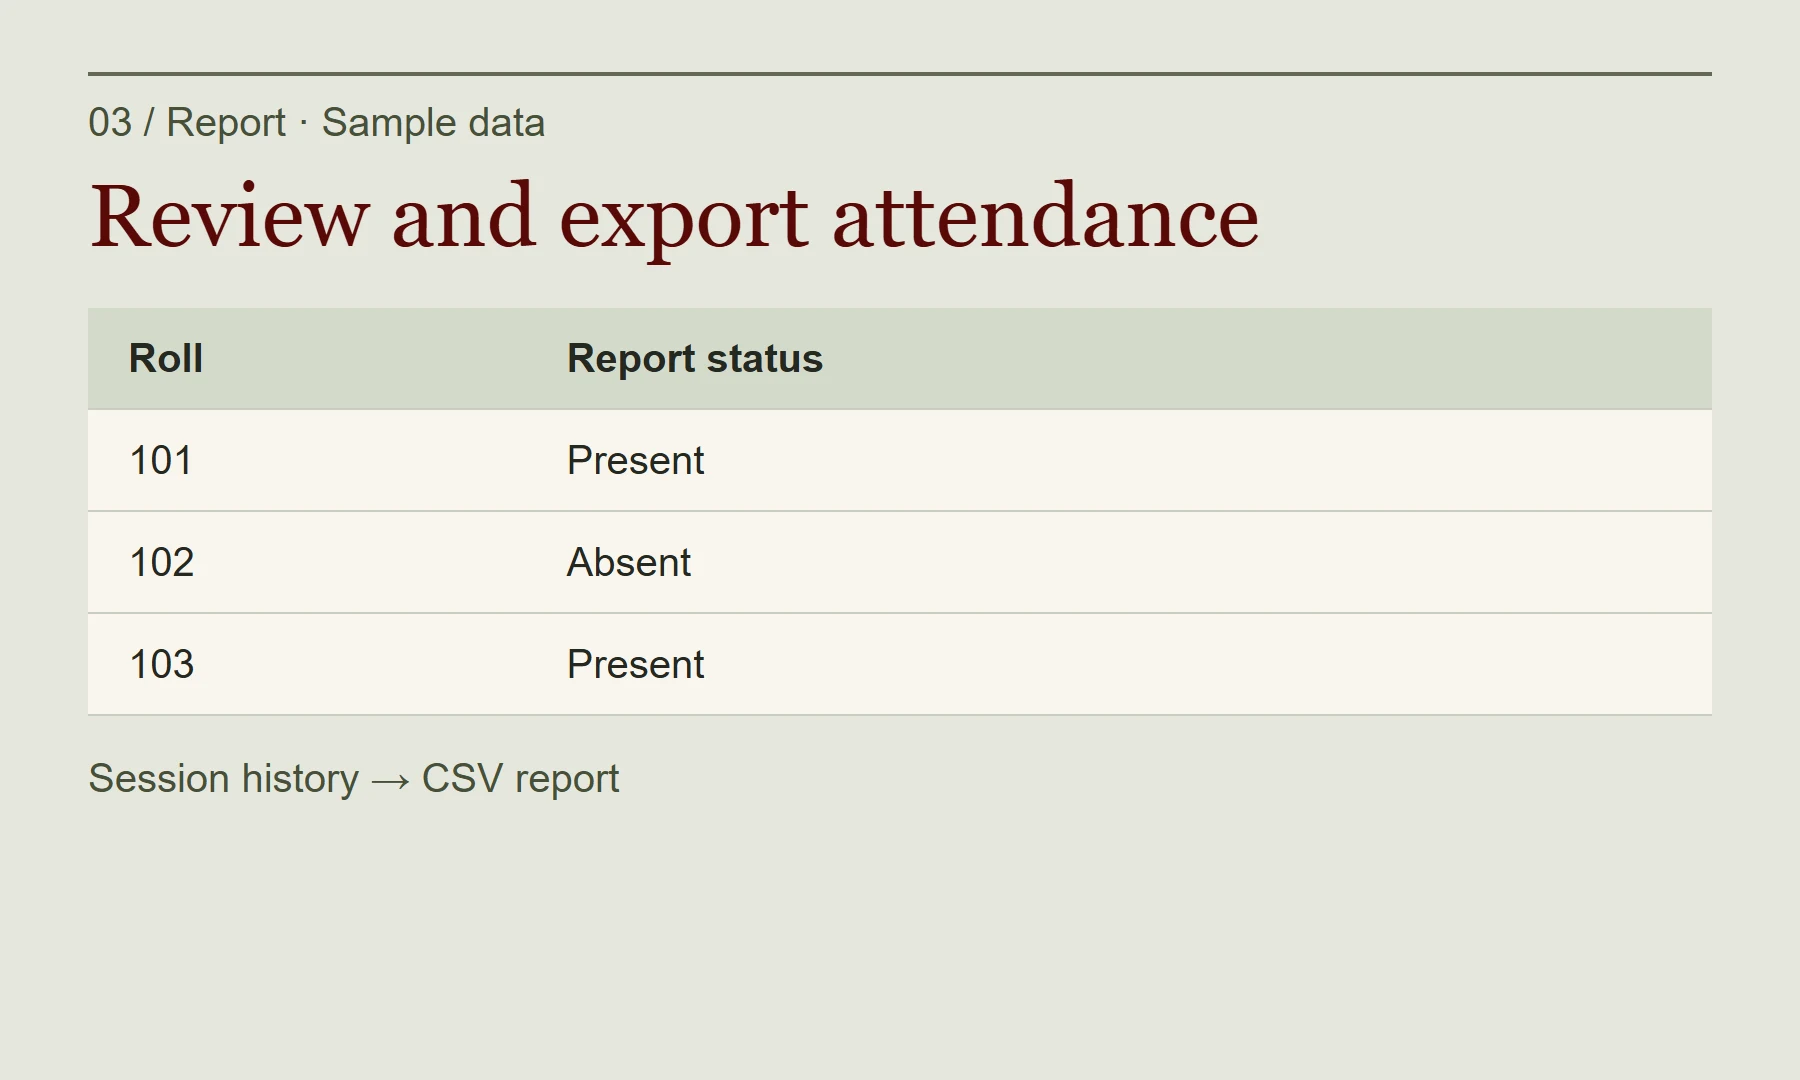 03 / Report · Sample data
Review and export attendance
Roll Report status
101 Present
102 Absent
103 Present
Session history → CSV report